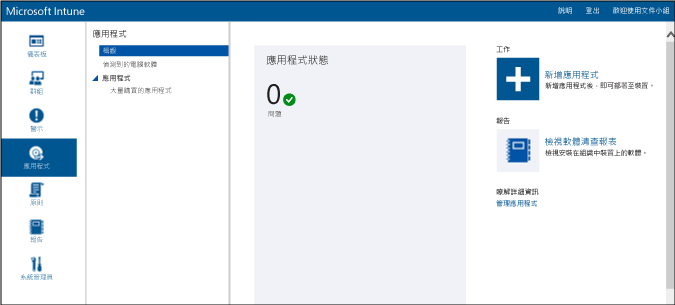 Microsoft Intune
說明 登出 歡迎使用文件小組
儀表板
群組
警示
應用程式
原則
報告
系統管理員
應用程式
概觀
偵測到的電腦軟體
應用程式
大量購買的應用程式
應用程式狀態
0
問題
工作
新增應用程式
新增應用程式後，即可部署至裝置。
報告
檢視軟體清查報表
檢視安裝在組織中裝置上的軟體。
瞭解詳細資訊
管理應用程式